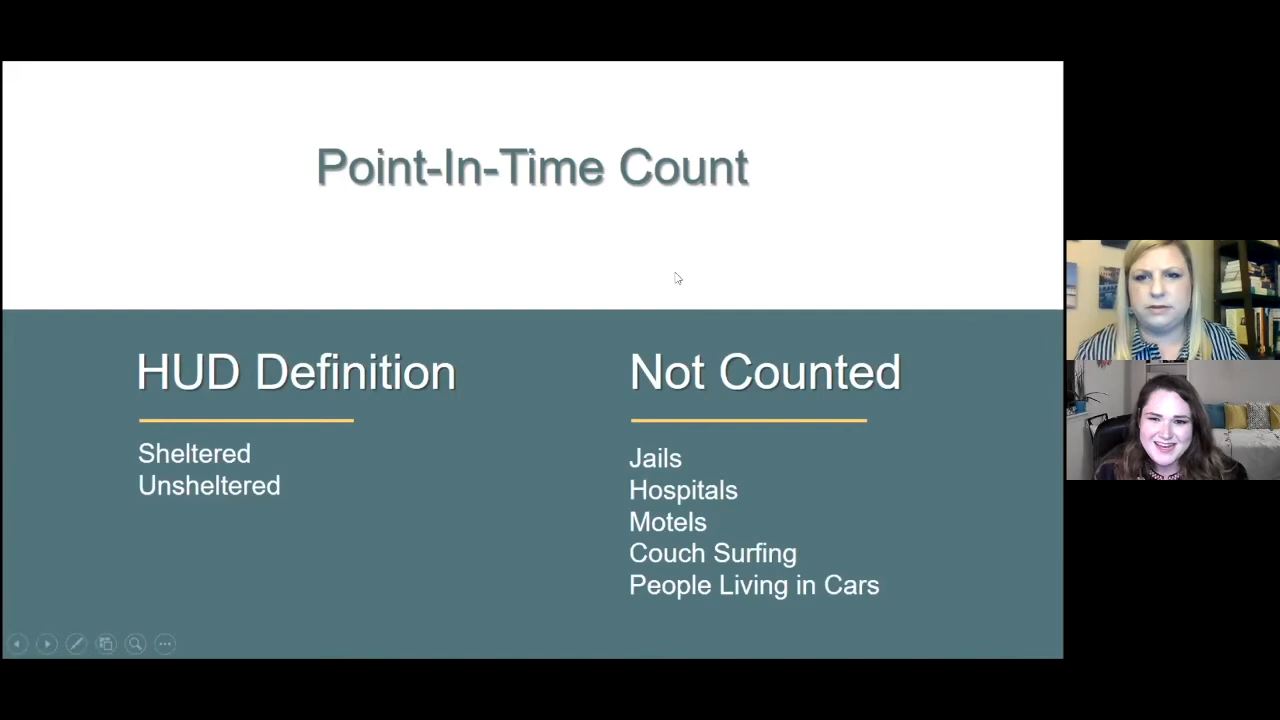 Point-In-Time Count
HUD Definition
Sheltered
Unsheltered
Not Counted
Jails
Hospitals
Motels
Couch Surfing
People Living in Cars